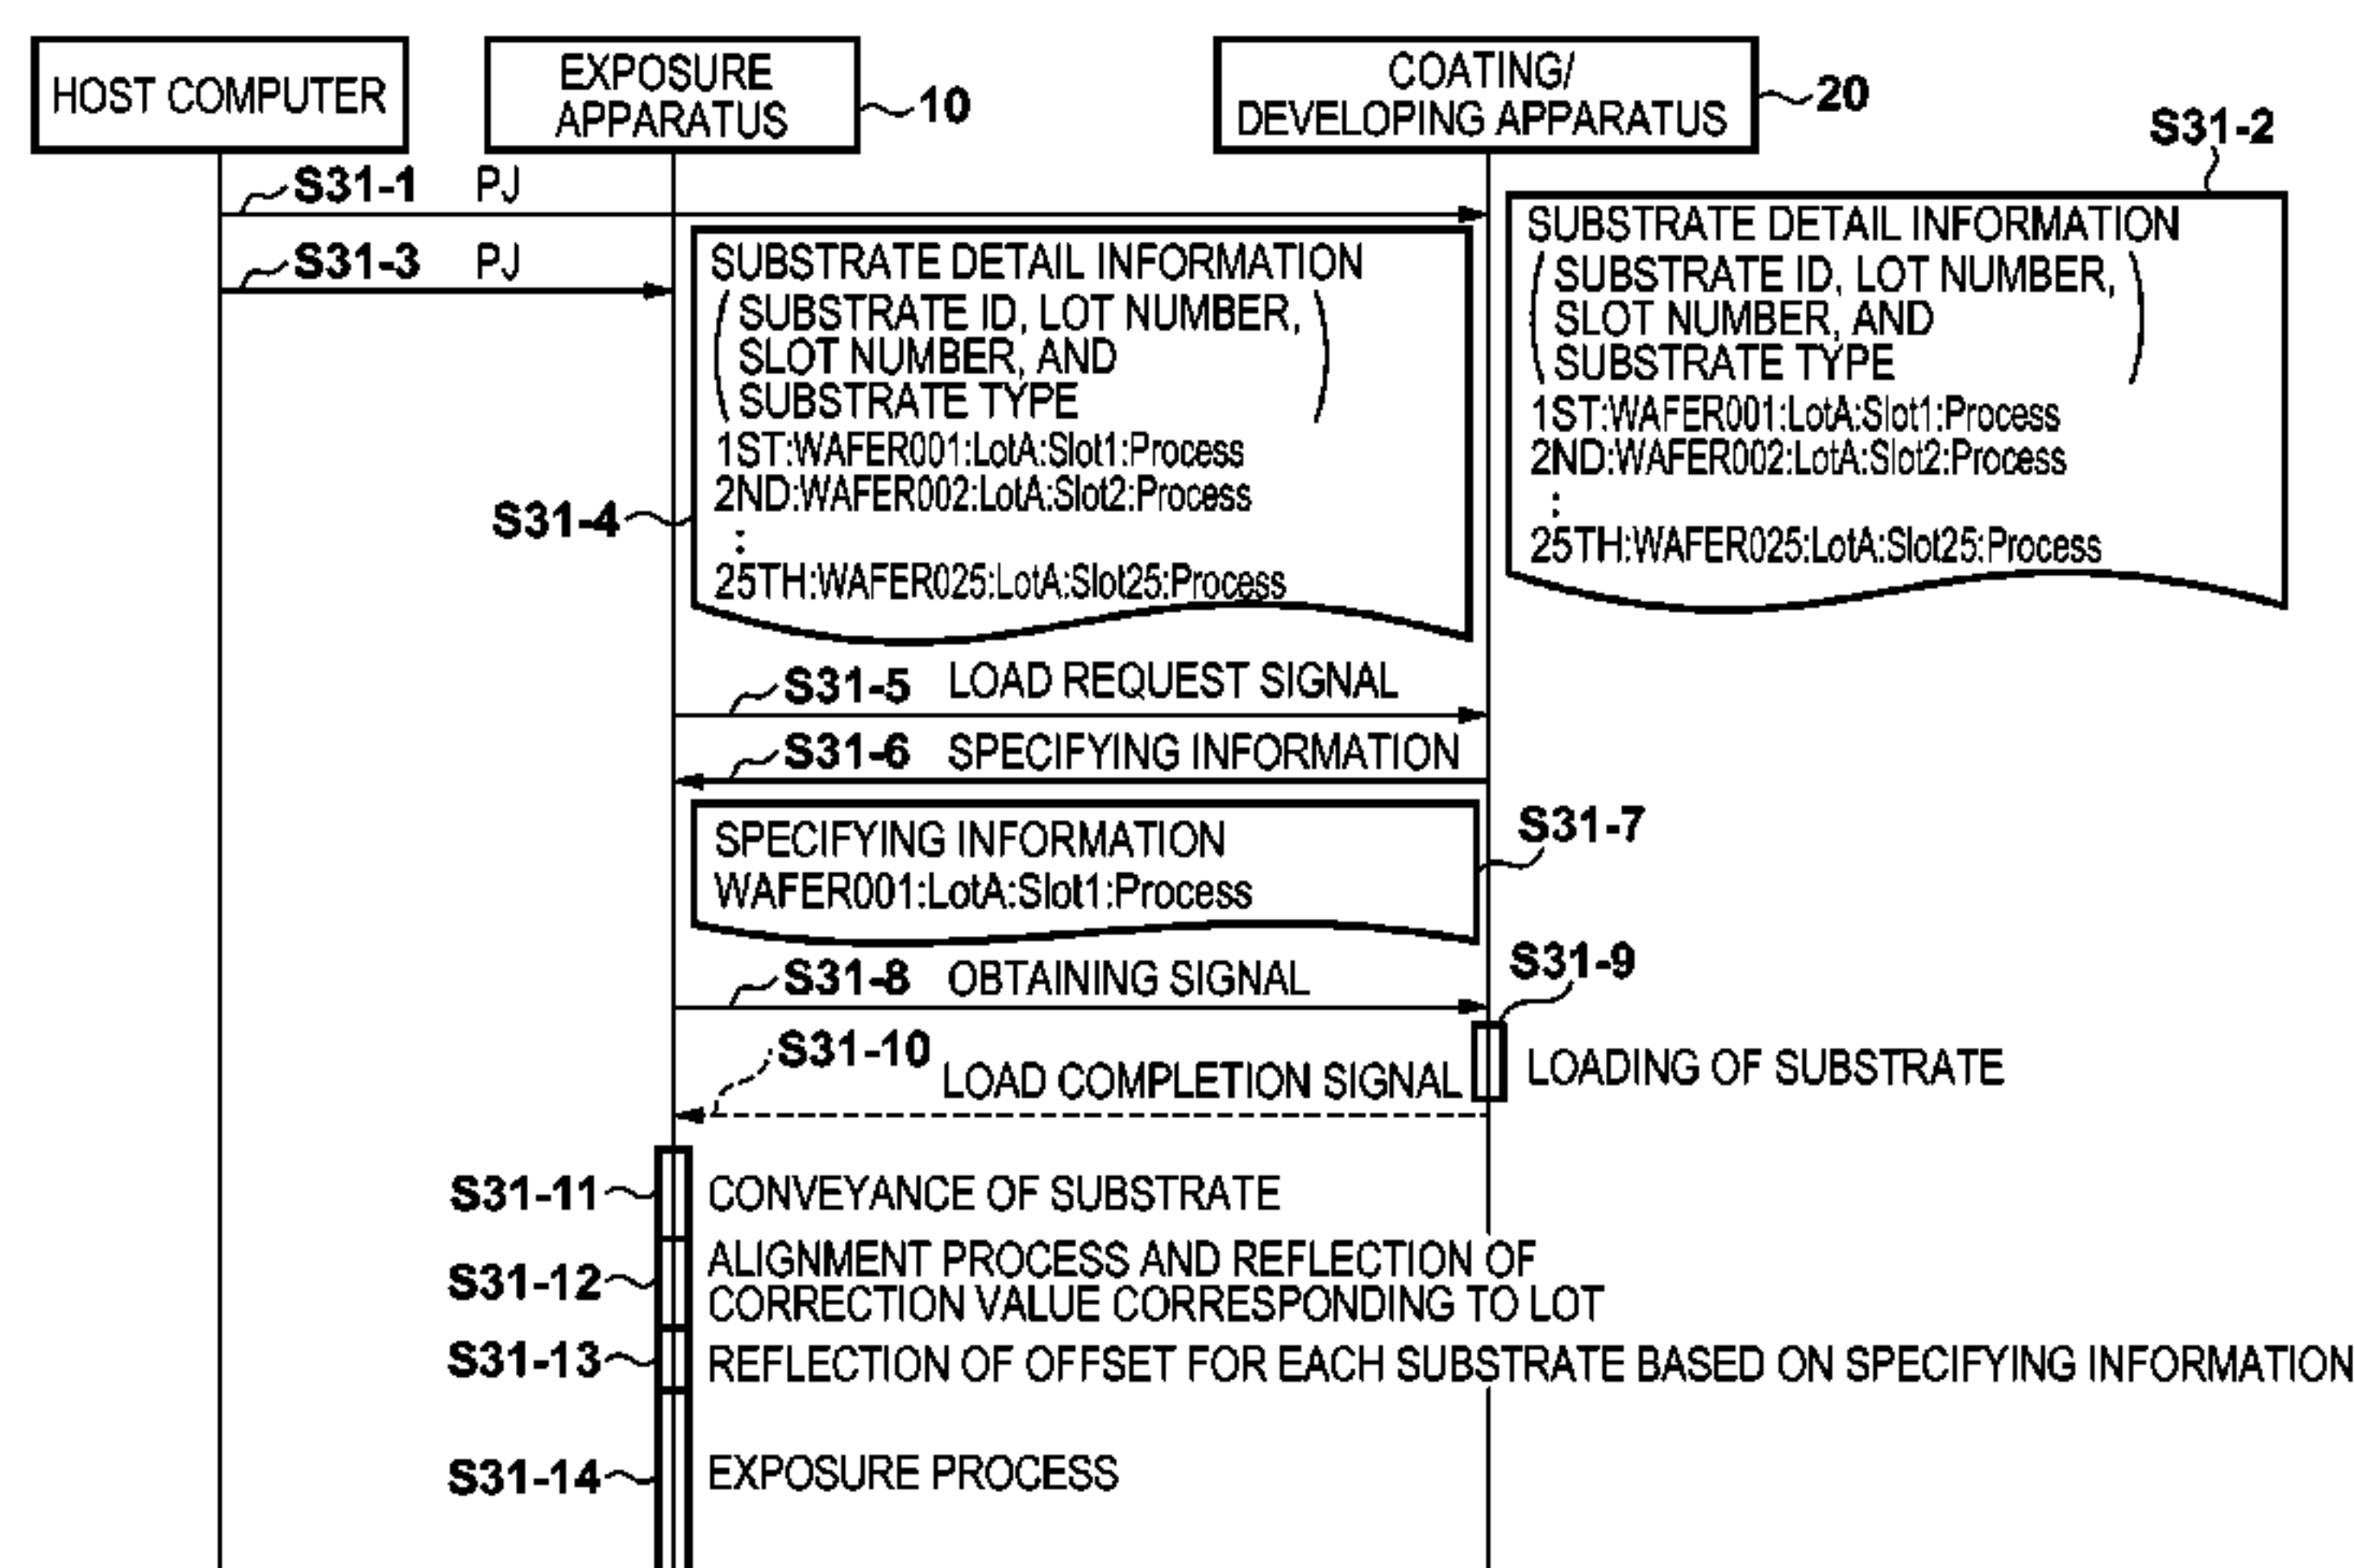 HOST COMPUTER
EXPOSURE
APPARATUS
10
COATING/
DEVELOPING APPARATUS
20
S31-1 PJ
S31-2
SUBSTRATE DETAIL INFORMATION
(SUBSTRATE ID, LOT NUMBER,
SLOT NUMBER, AND
SUBSTRATE TYPE)
1ST:WAFER001:LotA:Slot1:Process
2ND:WAFER002:LotA:Slot2:Process
⋮
25TH:WAFER025:LotA:Slot25:Process
S31-3 PJ
S31-4
SUBSTRATE DETAIL INFORMATION
(SUBSTRATE ID, LOT NUMBER,
SLOT NUMBER, AND
SUBSTRATE TYPE)
1ST:WAFER001:LotA:Slot1:Process
2ND:WAFER002:LotA:Slot2:Process
⋮
25TH:WAFER025:LotA:Slot25:Process
S31-5 LOAD REQUEST SIGNAL
S31-6 SPECIFYING INFORMATION
S31-7
SPECIFYING INFORMATION
WAFER001:LotA:Slot1:Process
S31-8 OBTAINING SIGNAL
S31-9
LOADING OF SUBSTRATE
S31-10 LOAD COMPLETION SIGNAL
S31-11 CONVEYANCE OF SUBSTRATE
S31-12 ALIGNMENT PROCESS AND REFLECTION OF
CORRECTION VALUE CORRESPONDING TO LOT
S31-13 REFLECTION OF OFFSET FOR EACH SUBSTRATE BASED ON SPECIFYING INFORMATION
S31-14 EXPOSURE PROCESS